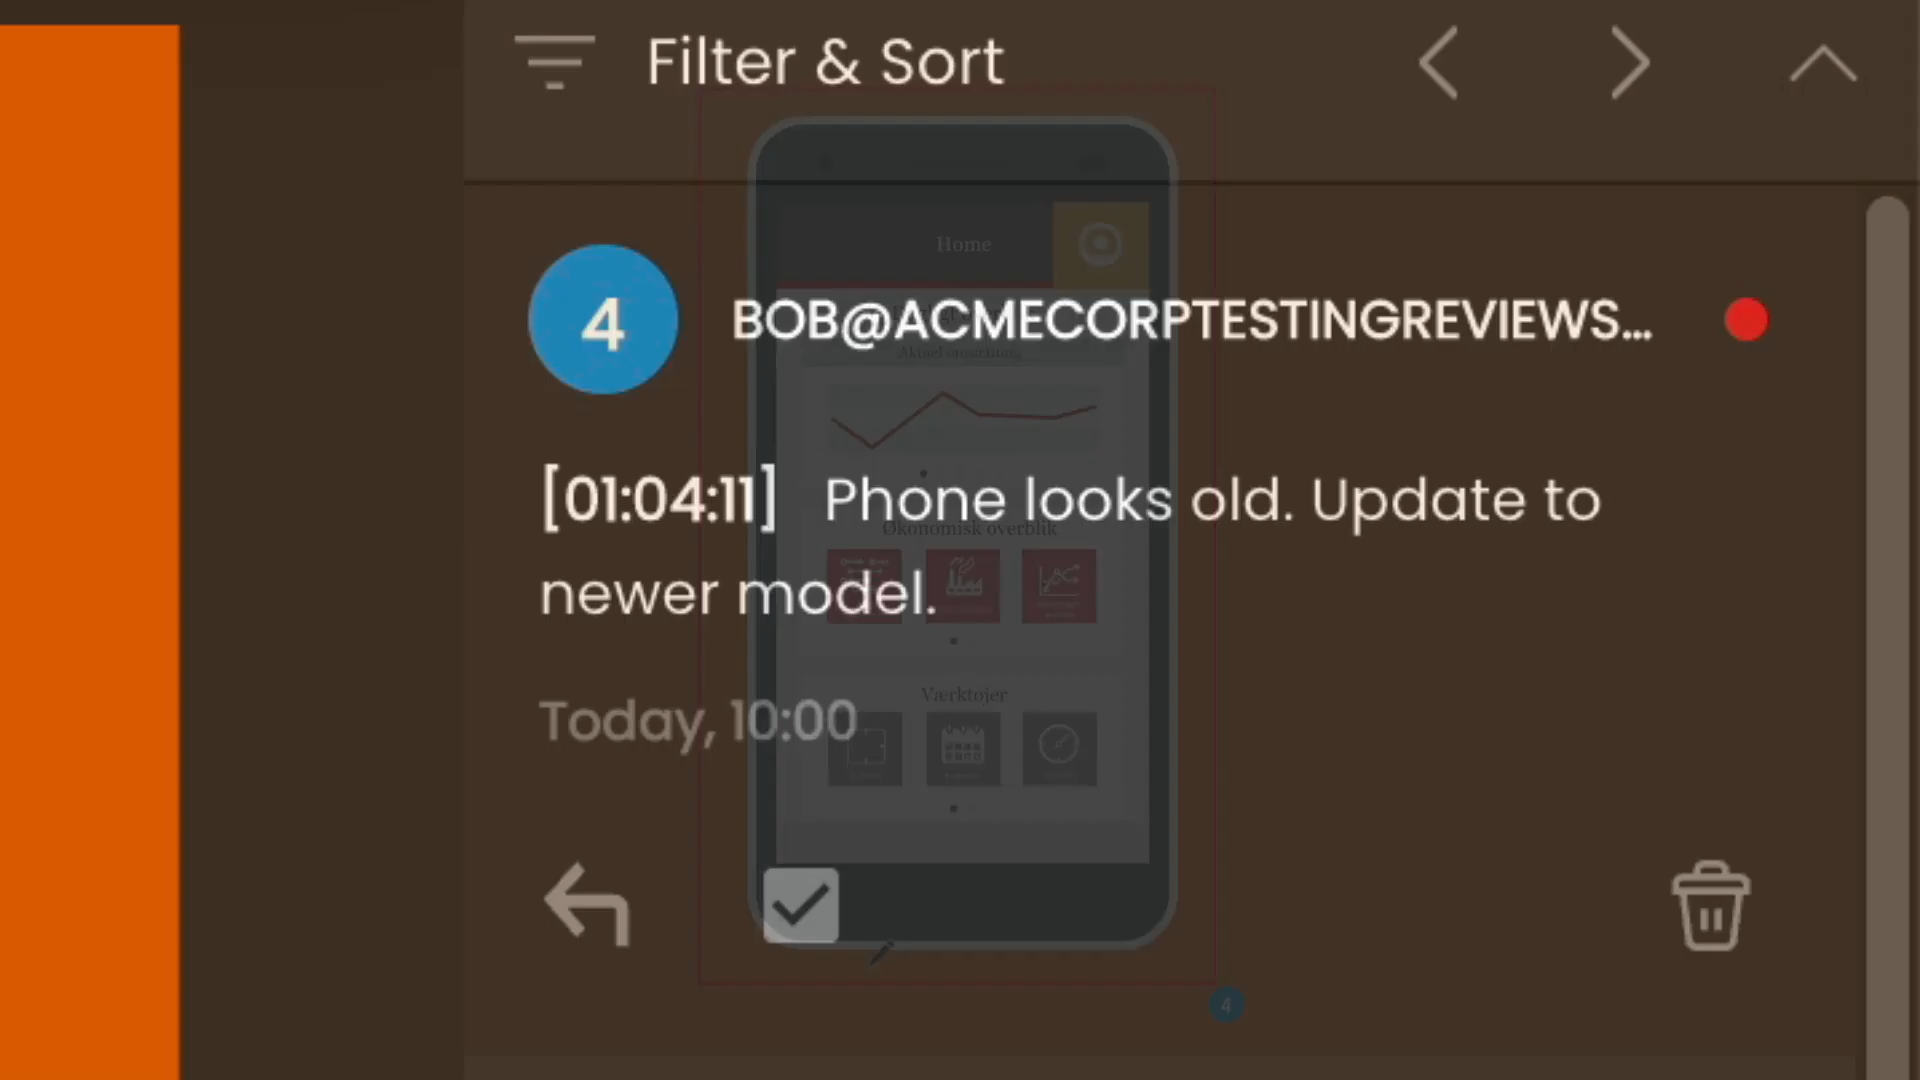 Filter & Sort
Home
4 BOB@ACMECORPTESTINGREVIEWS...
[01:04:11] Phone looks old. Update to
Økonomisk overblik
newer model.
Værktøjer
Today, 10:00
4